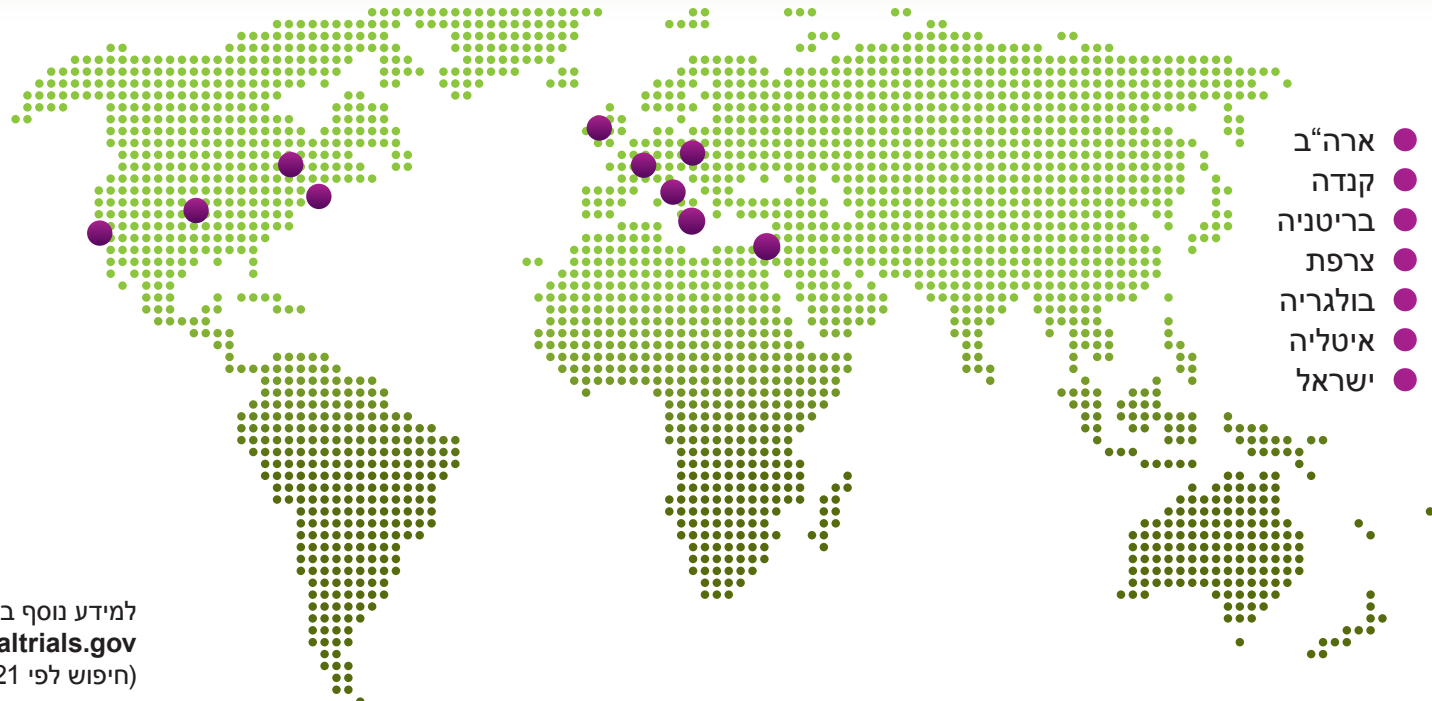 ארה“ב
קנדה
בריטניה
צרפת
בולגריה
איטליה
ישראל
למידע נוסף
altrials.gov
(חיפוש לפי 21